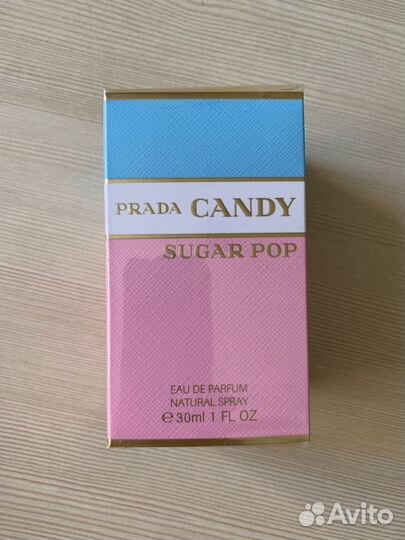 PRADA CANDY
SUGAR POP
EAU DE PARFUM
NATURAL SPRAY
℮30ml 1 FL OZ
Avito